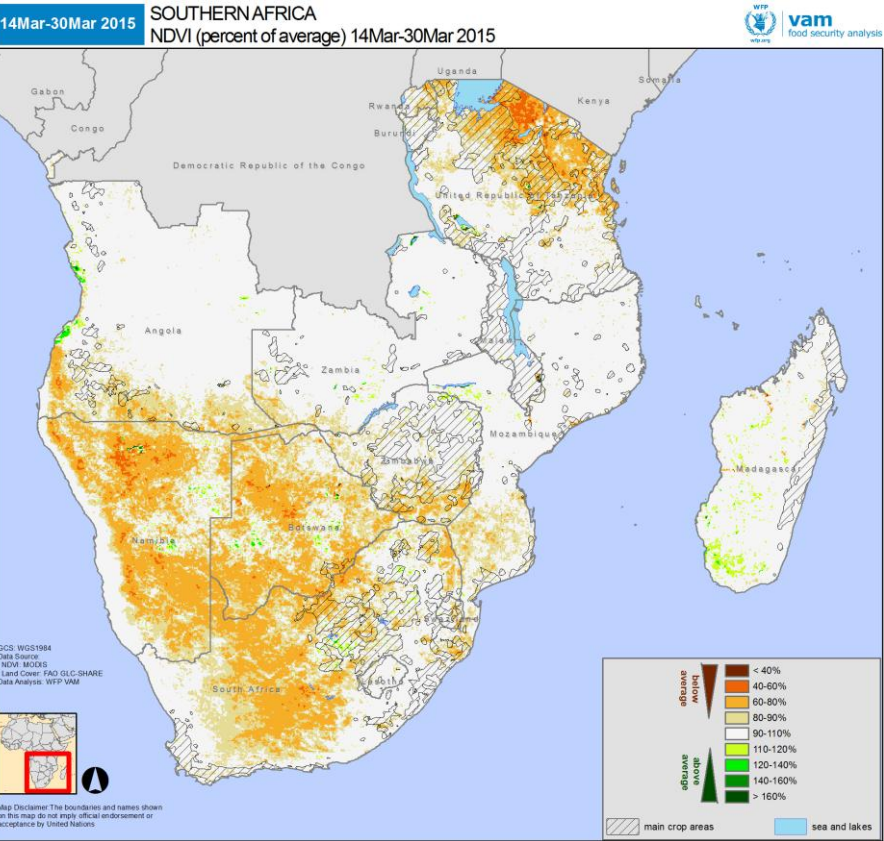 14Mar-30Mar 2015
SOUTHERN AFRICA
NDVI (percent of average) 14Mar-30Mar 2015
WFP
wfp.org
vam
food security analysis
Gabon
Congo
Democratic Republic of the Congo
Uganda
Rwanda
Burundi
Kenya
Somalia
United Republic of Tanzania
Angola
Zambia
Malawi
Mozambique
Zimbabwe
Madagascar
Namibia
Botswana
Swaziland
South Africa
Lesotho
GCS: WGS1984
Data Source:
NDVI: MODIS
Land Cover: FAO GLC-SHARE
Data Analysis: WFP VAM
Map Disclaimer:The boundaries and names shown
on this map do not imply official endorsement or
acceptance by United Nations
below
average
above
average
< 40%
40-60%
60-80%
80-90%
90-110%
110-120%
120-140%
140-160%
> 160%
main crop areas
sea and lakes